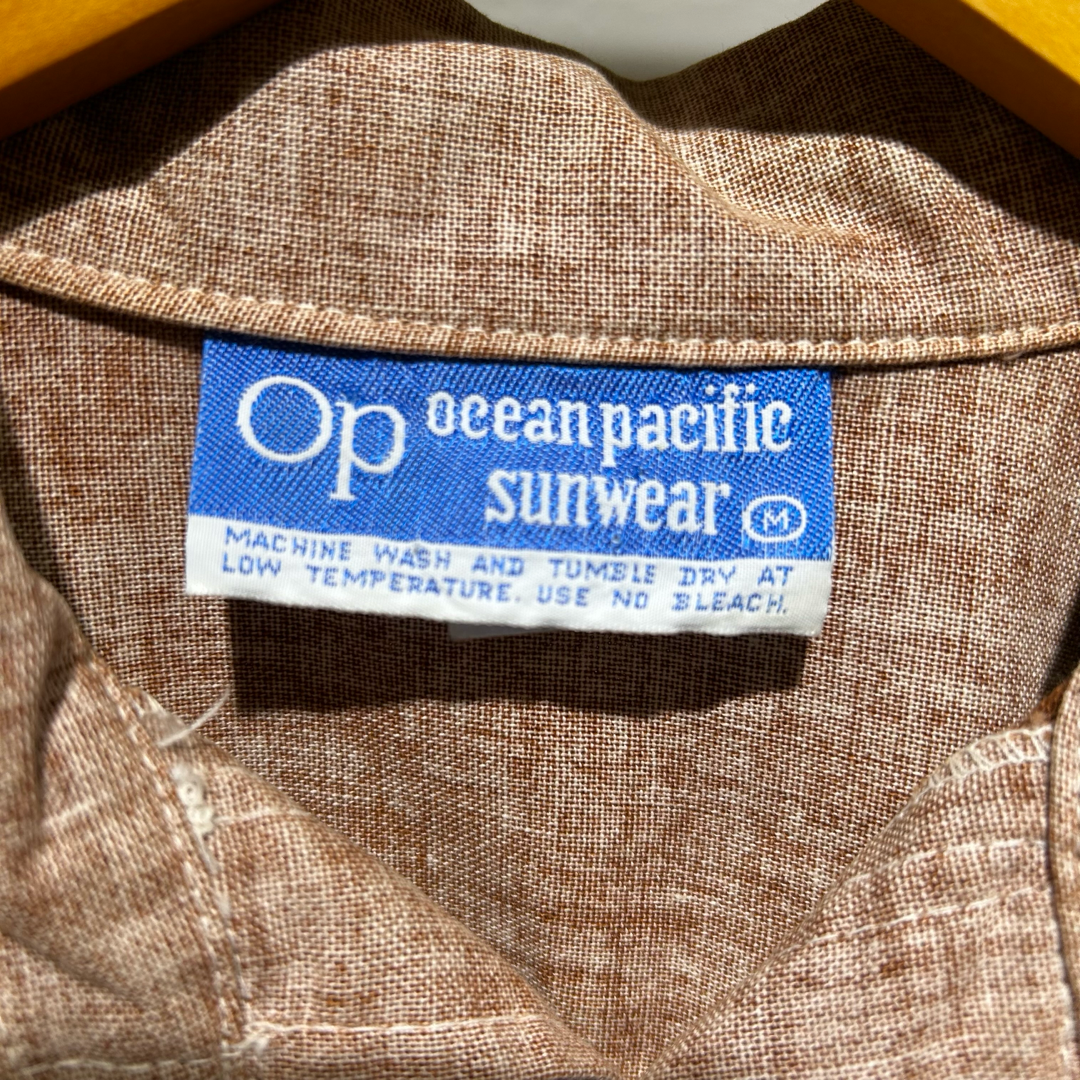 Op ocean pacific
sunwear M
MACHINE WASH AND TUMBLE DRY AT
LOW TEMPERATURE. USE NO BLEACH.